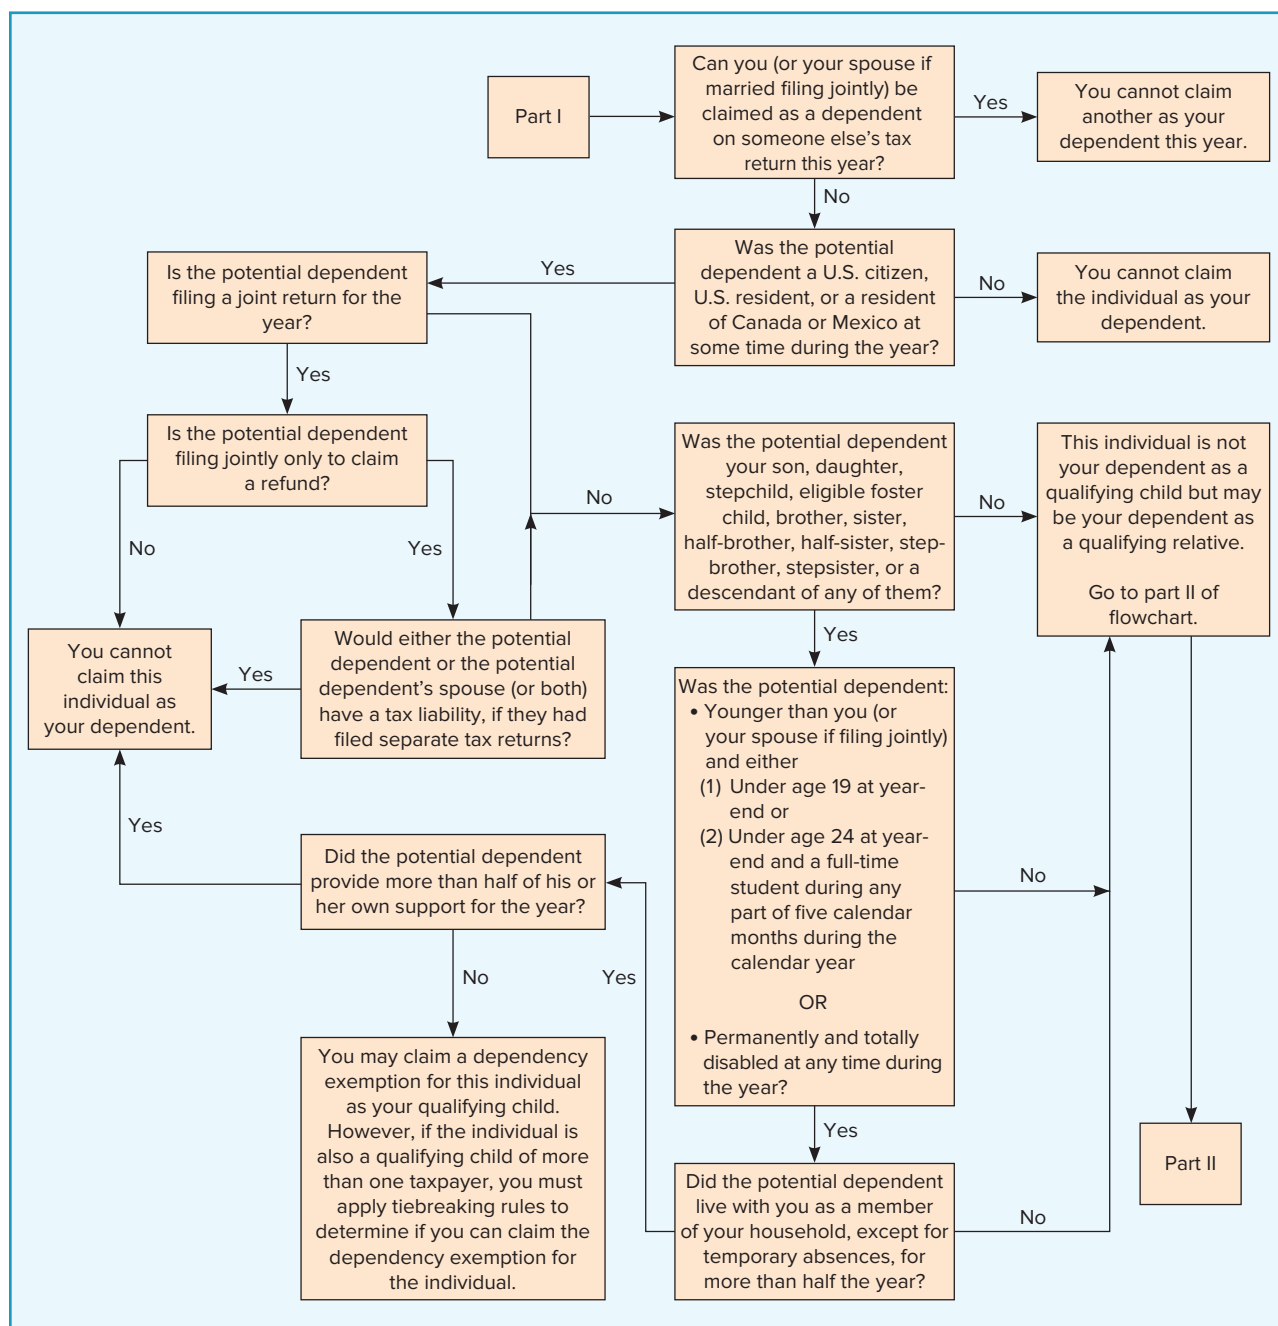 Part I
Can you (or your spouse if
married filing jointly) be
claimed as a dependent
on someone else's tax
return this year?
Yes
You cannot claim
another as your
dependent this year.
No
Was the potential
dependent a U.S. citizen,
U.S. resident, or a resident
of Canada or Mexico at
some time during the year?
No
You cannot claim
the individual as your
dependent.
Yes
Is the potential dependent
filing a joint return for the
year?
Yes
Is the potential dependent
filing jointly only to claim
a refund?
No
Yes
You cannot
claim this
individual as
your dependent.
Yes
Would either the potential
dependent or the potential
dependent's spouse (or both)
have a tax liability, if they had
filed separate tax returns?
No
Was the potential dependent
your son, daughter,
stepchild, eligible foster
child, brother, sister,
half-brother, half-sister, step-
brother, stepsister, or a
descendant of any of them?
No
This individual is not
your dependent as a
qualifying child but may
be your dependent as
a qualifying relative.
Go to part II of
flowchart.
Yes
Was the potential dependent:
• Younger than you (or
your spouse if filing jointly)
and either
(1) Under age 19 at year-
end or
(2) Under age 24 at year-
end and a full-time
student during any
part of five calendar
months during the
calendar year
OR
• Permanently and totally
disabled at any time during
the year?
No
Yes
Did the potential dependent
live with you as a member
of your household, except for
temporary absences, for
more than half the year?
No
Part II
Yes
Did the potential dependent
provide more than half of his or
her own support for the year?
Yes
No
You may claim a dependency
exemption for this individual
as your qualifying child.
However, if the individual is
also a qualifying child of more
than one taxpayer, you must
apply tiebreaking rules to
determine if you can claim the
dependency exemption for
the individual.